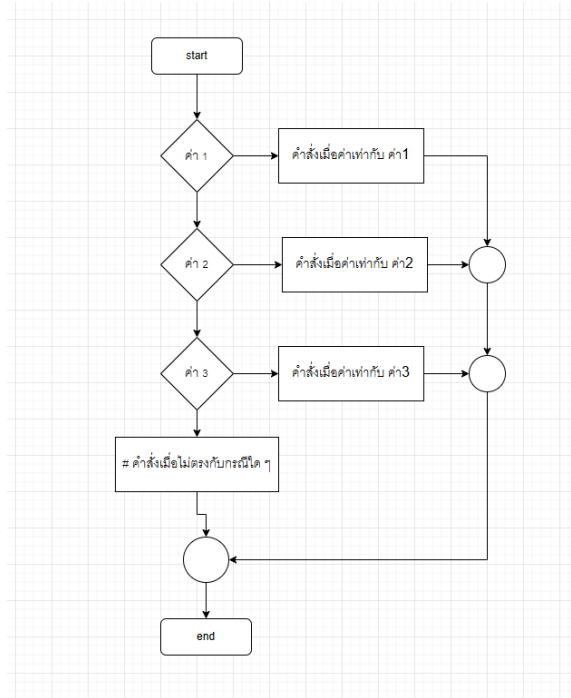 start
ค่า 1
คำสั่งเมื่อค่าเท่ากับ ค่า1
ค่า 2
คำสั่งเมื่อค่าเท่ากับ ค่า2
ค่า 3
คำสั่งเมื่อค่าเท่ากับ ค่า3
# คำสั่งเมื่อไม่ตรงกับกรณีใด ๆ
end